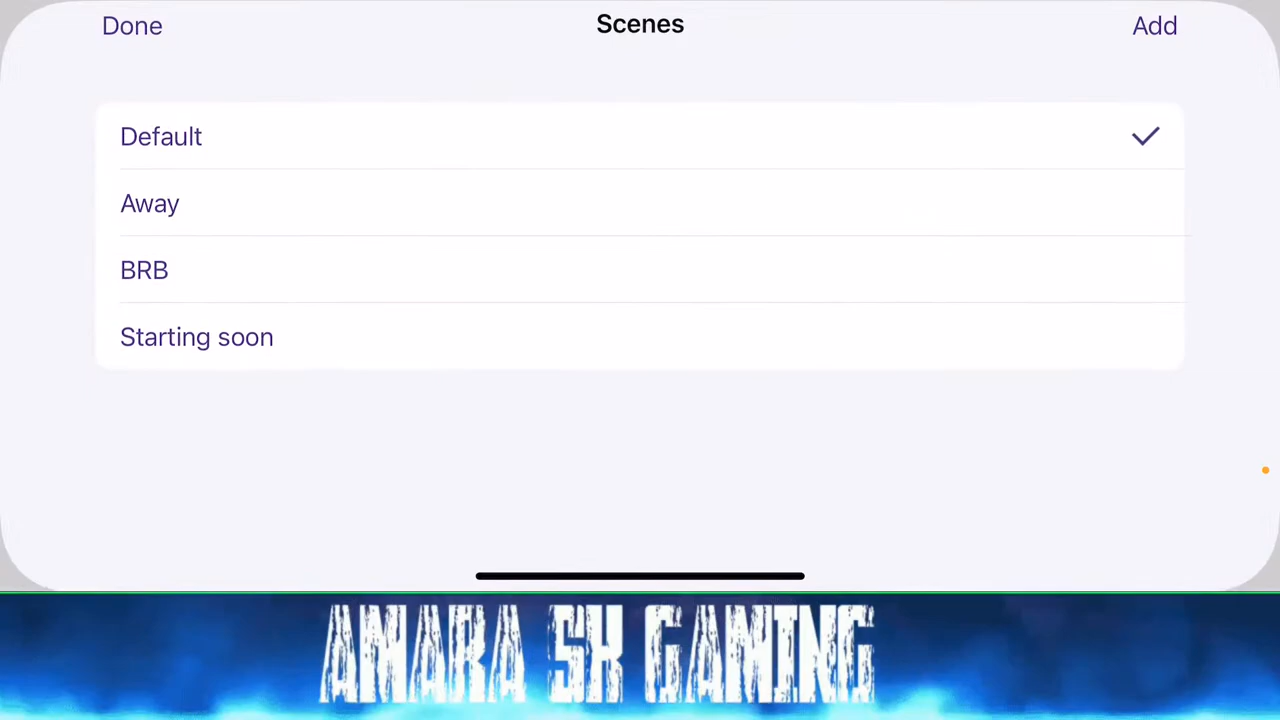 Done Scenes Add
Default
Away
BRB
Starting soon
AMARA SK GAMING